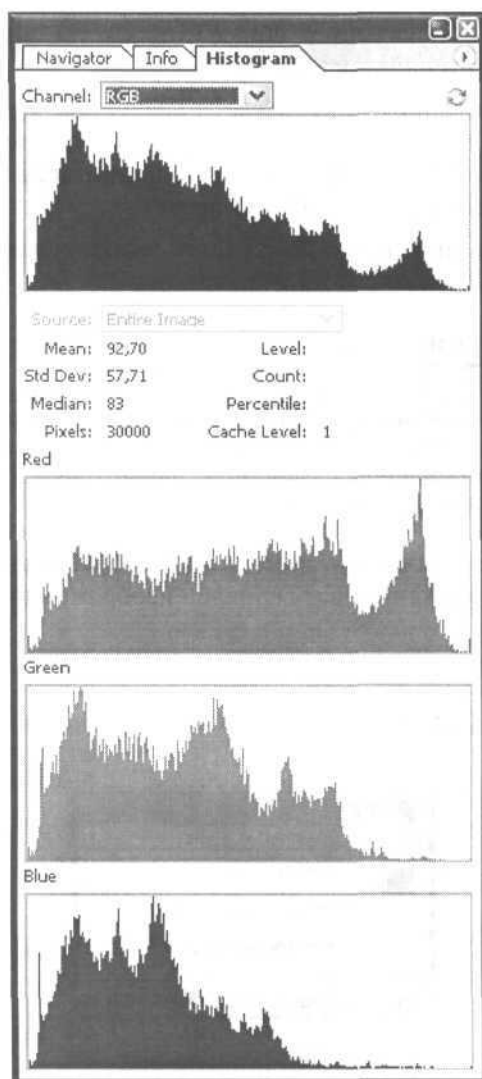 Navigator Info Histogram
Channel: RGB
Source: Entire Image
Mean: 92,70 Level:
Std Dev: 57,71 Count:
Median: 83 Percentile:
Pixels: 30000 Cache Level: 1
Red
Green
Blue